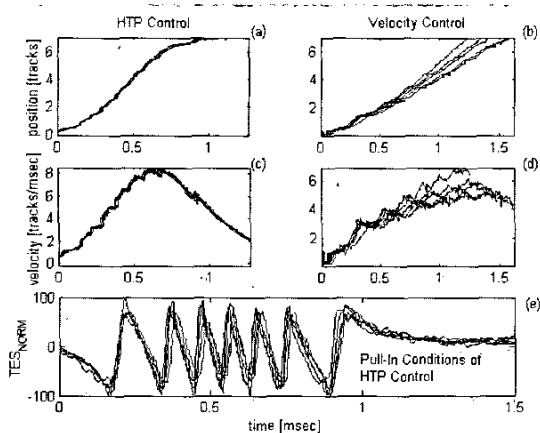 HTP Control
Velocity Control
(a)
(b)
position [tracks]
6
4
2
0
0
0.5
1
6
4
2
0
0
0.5
1
1.5
(c)
(d)
velocity [tracks/msec]
8
6
4
2
0
0
0.5
1
6
4
2
0
0.5
1
1.5
(e)
TES NORM
100
0
-100
Pull-In Conditions of
HTP Control
0
0.5
1.0
1.5
time [msec]